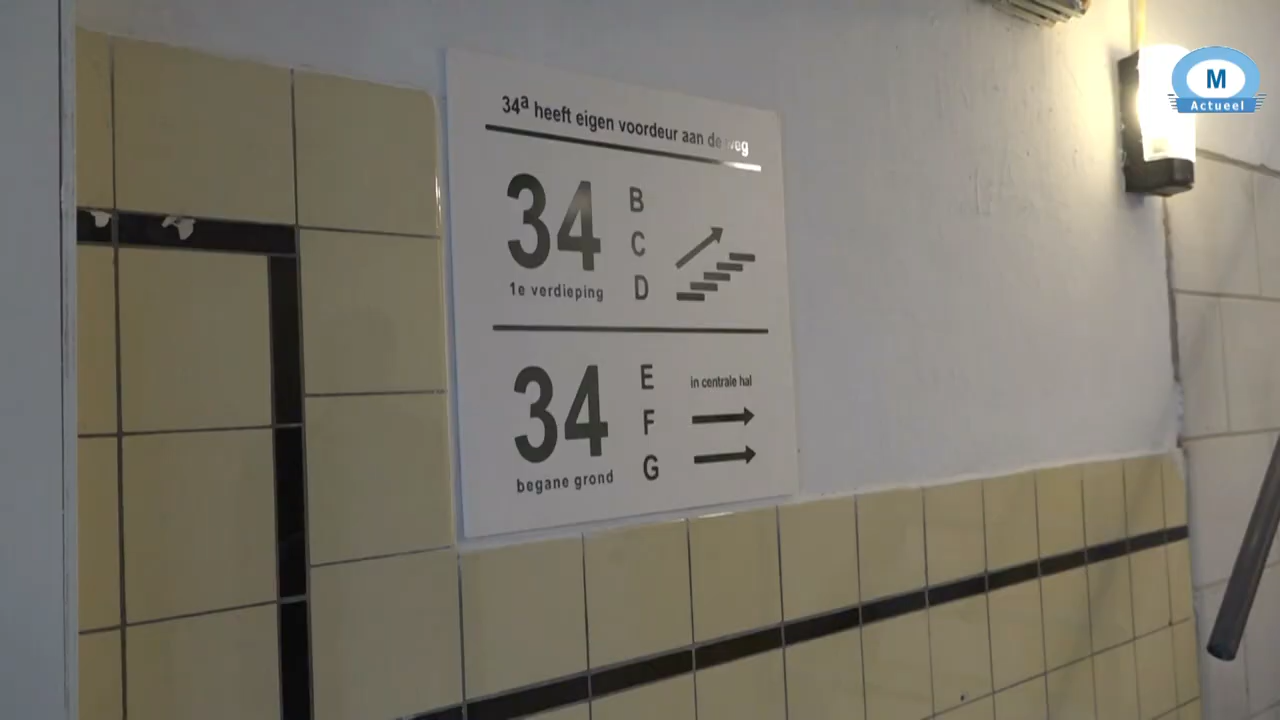 34a heeft eigen voordeur aan de weg
34 B
C
D
1e verdieping
34 E
F
G
in centrale hal
begane grond
M
Actueel